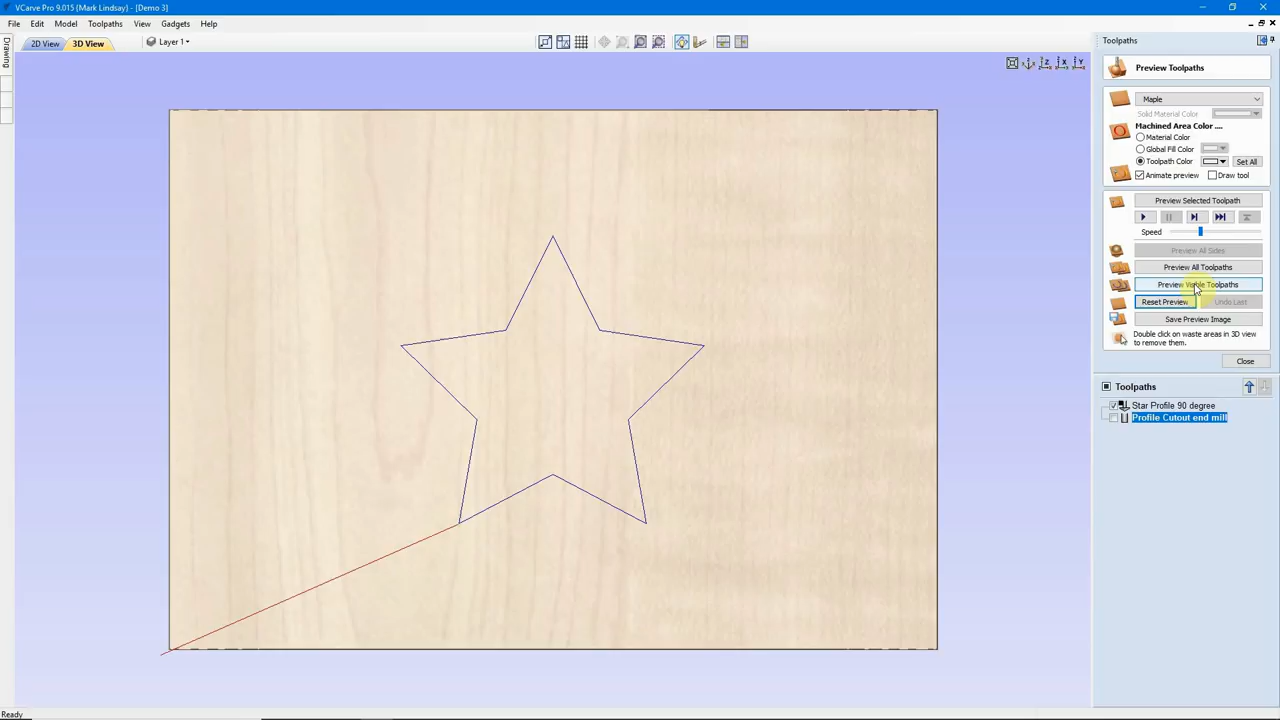 VCarve Pro 9.015 (Mark Lindsay) - [Demo 3]
File Edit Model Toolpaths View Gadgets Help
2D View 3D View Layer 1
Drawing
Toolpaths
Preview Toolpaths
Maple
Solid Material Color
Machined Area Color ....
Material Color
Global Fill Color
Toolpath Color Set All
Animate preview Draw tool
Preview Selected Toolpath
Speed
Preview All Sides
Preview All Toolpaths
Preview Visible Toolpaths
Reset Preview Undo Last
Save Preview Image
Double click on waste areas in 3D view
to remove them.
Close
Toolpaths
Star Profile 90 degree
Profile Cutout end mill
Ready